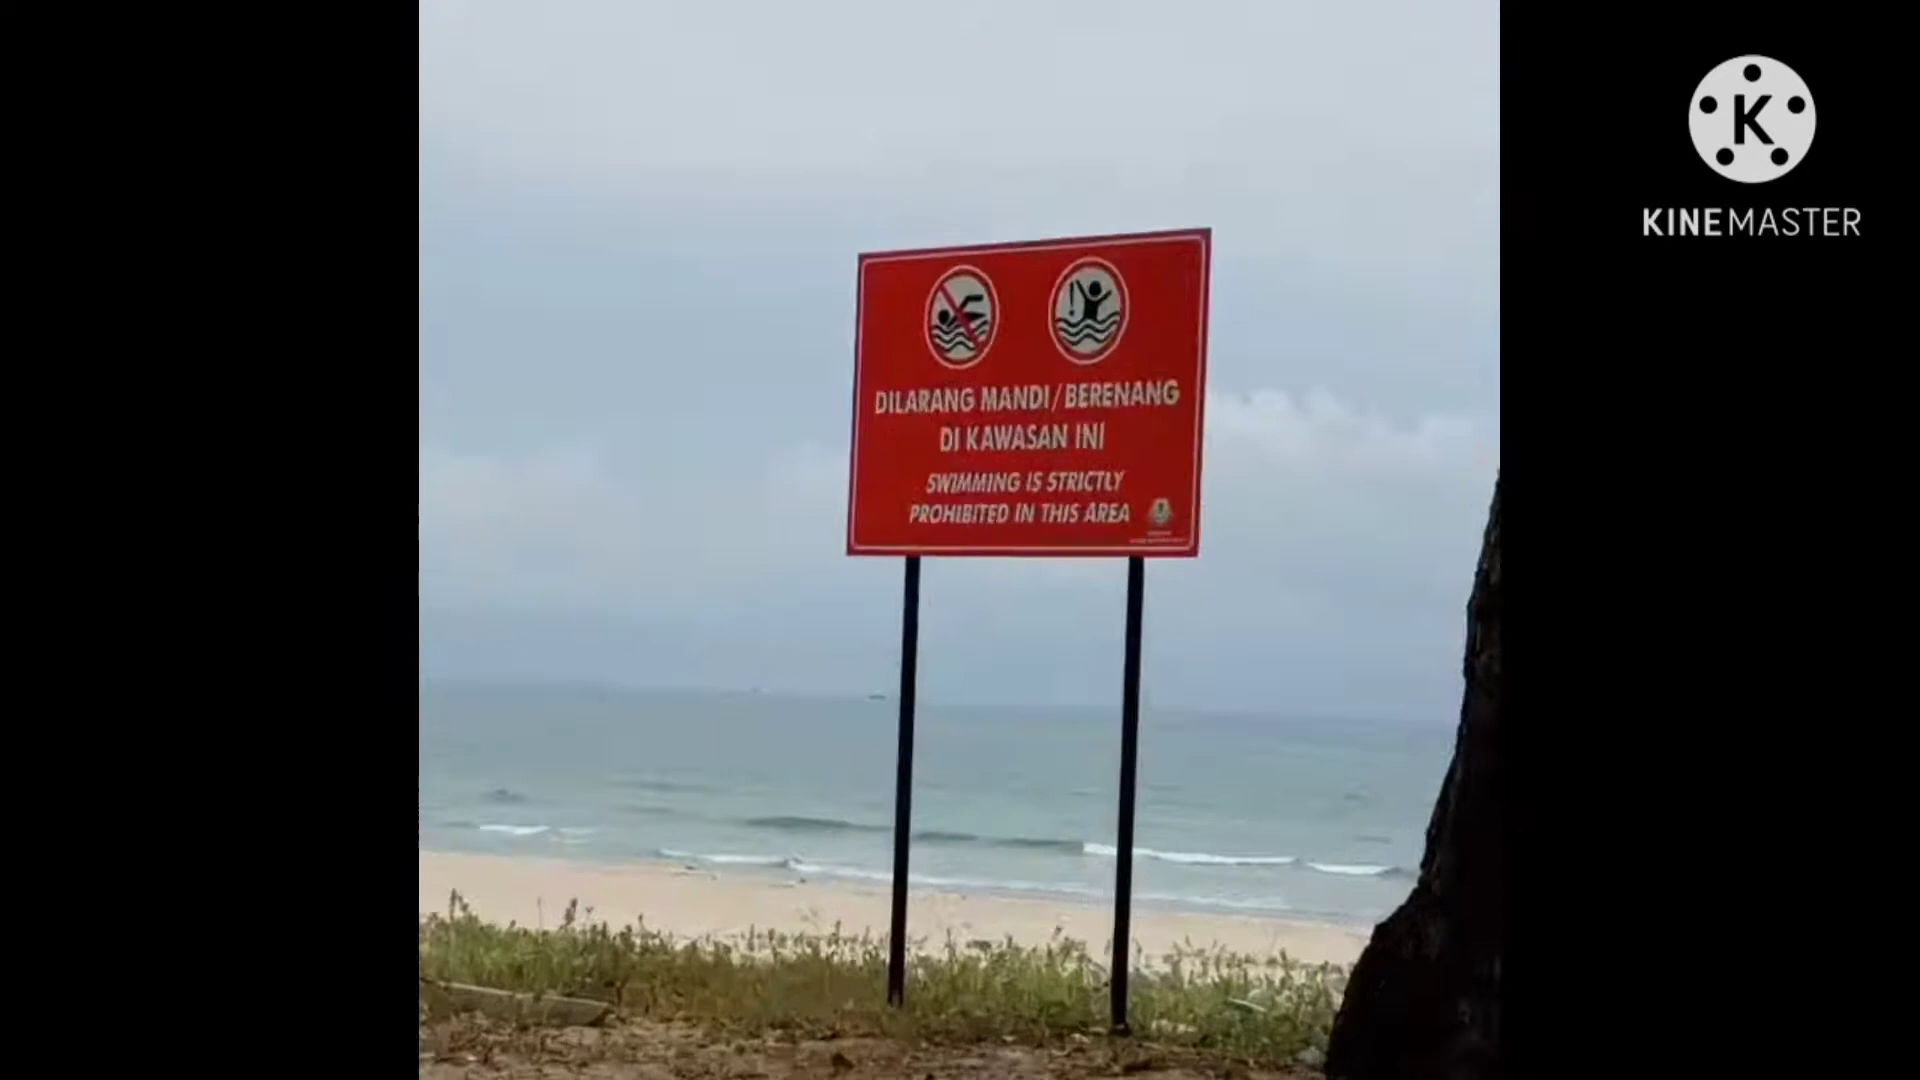 DILARANG MANDI/BERENANG
DI KAWASAN INI
SWIMMING IS STRICTLY
PROHIBITED IN THIS AREA
KINEMASTER